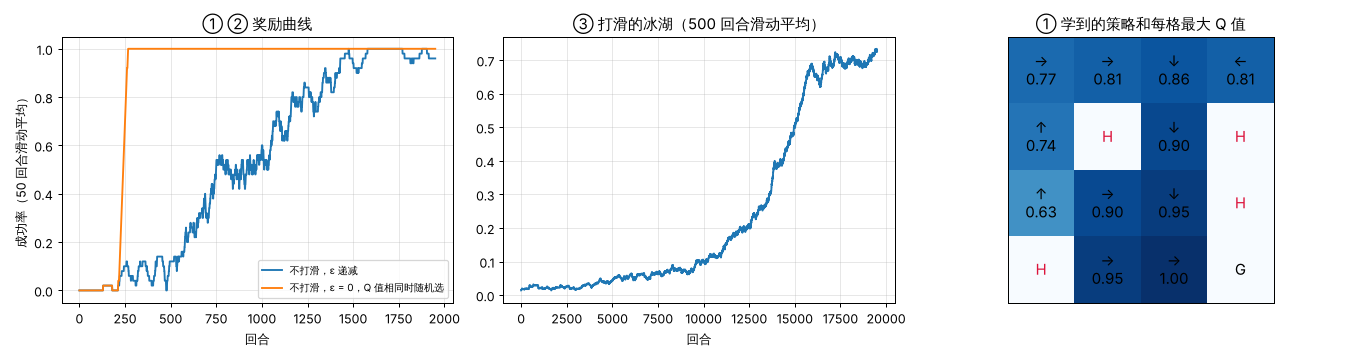 ① ② 奖励曲线
成功率（50 回合滑动平均）
1.0
0.8
0.6
0.4
0.2
0.0
不打滑，ε 递减
不打滑，ε = 0，Q 值相同时随机选
0 250 500 750 1000 1250 1500 1750 2000
回合
③ 打滑的冰湖（500 回合滑动平均）
0.7
0.6
0.5
0.4
0.3
0.2
0.1
0.0
0 2500 5000 7500 10000 12500 15000 17500 20000
回合
① 学到的策略和每格最大 Q 值
→ → ↓ ←
0.77 0.81 0.86 0.81
↑ H ↓ H
0.74 0.90
↑ → ↓ H
0.63 0.90 0.95
H → → G
0.95 1.00